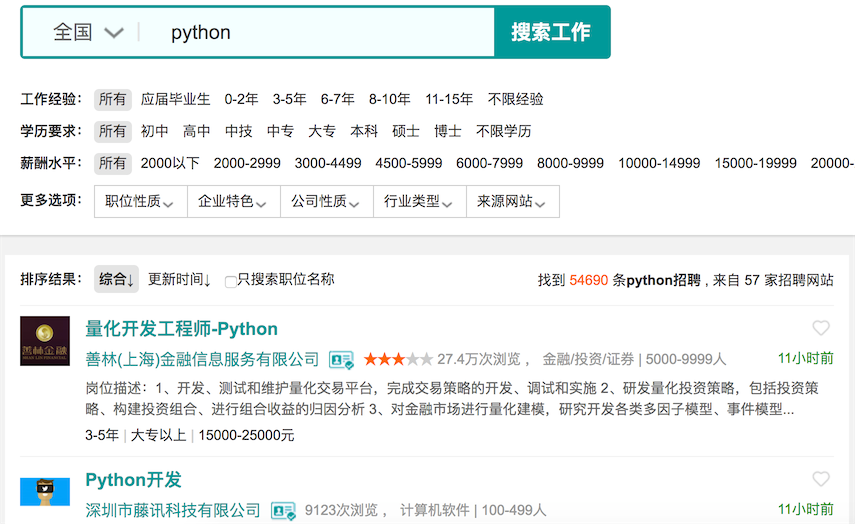 全国 python 搜索工作
工作经验: 所有 应届毕业生 0-2年 3-5年 6-7年 8-10年 11-15年 不限经验
学历要求: 所有 初中 高中 中技 中专 大专 本科 硕士 博士 不限学历
薪酬水平: 所有 2000以下 2000-2999 3000-4499 4500-5999 6000-7999 8000-9999 10000-14999 15000-19999 20000-
更多选项: 职位性质 企业特色 公司性质 行业类型 来源网站
排序结果: 综合↓ 更新时间↓ 只搜索职位名称 找到 54690 条python招聘 , 来自 57 家招聘网站
量化开发工程师-Python
善林(上海)金融信息服务有限公司 27.4万次浏览 , 金融/投资/证券 | 5000-9999人 11小时前
善林金融
岗位描述：1、开发、测试和维护量化交易平台，完成交易策略的开发、调试和实施 2、研发量化投资策略，包括投资策
略、构建投资组合、进行组合收益的归因分析 3、对金融市场进行量化建模，研究开发各类多因子模型、事件模型...
3-5年 | 大专以上 | 15000-25000元
Python开发
深圳市藤讯科技有限公司 9123次浏览 , 计算机软件 | 100-499人 11小时前